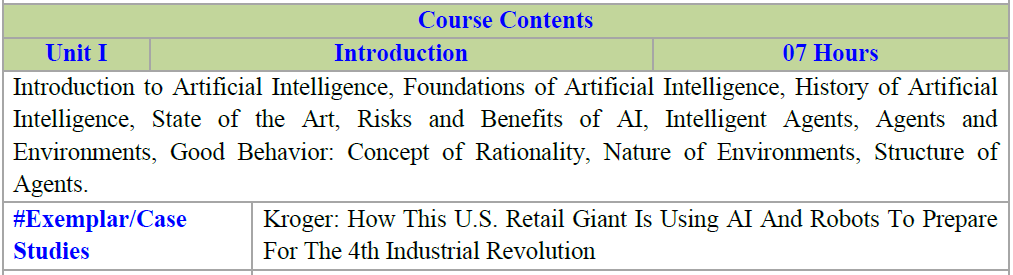 Course Contents
Unit I Introduction 07 Hours
Introduction to Artificial Intelligence, Foundations of Artificial Intelligence, History of Artificial
Intelligence, State of the Art, Risks and Benefits of AI, Intelligent Agents, Agents and
Environments, Good Behavior: Concept of Rationality, Nature of Environments, Structure of
Agents.
#Exemplar/Case
Studies
Kroger: How This U.S. Retail Giant Is Using AI And Robots To Prepare
For The 4th Industrial Revolution